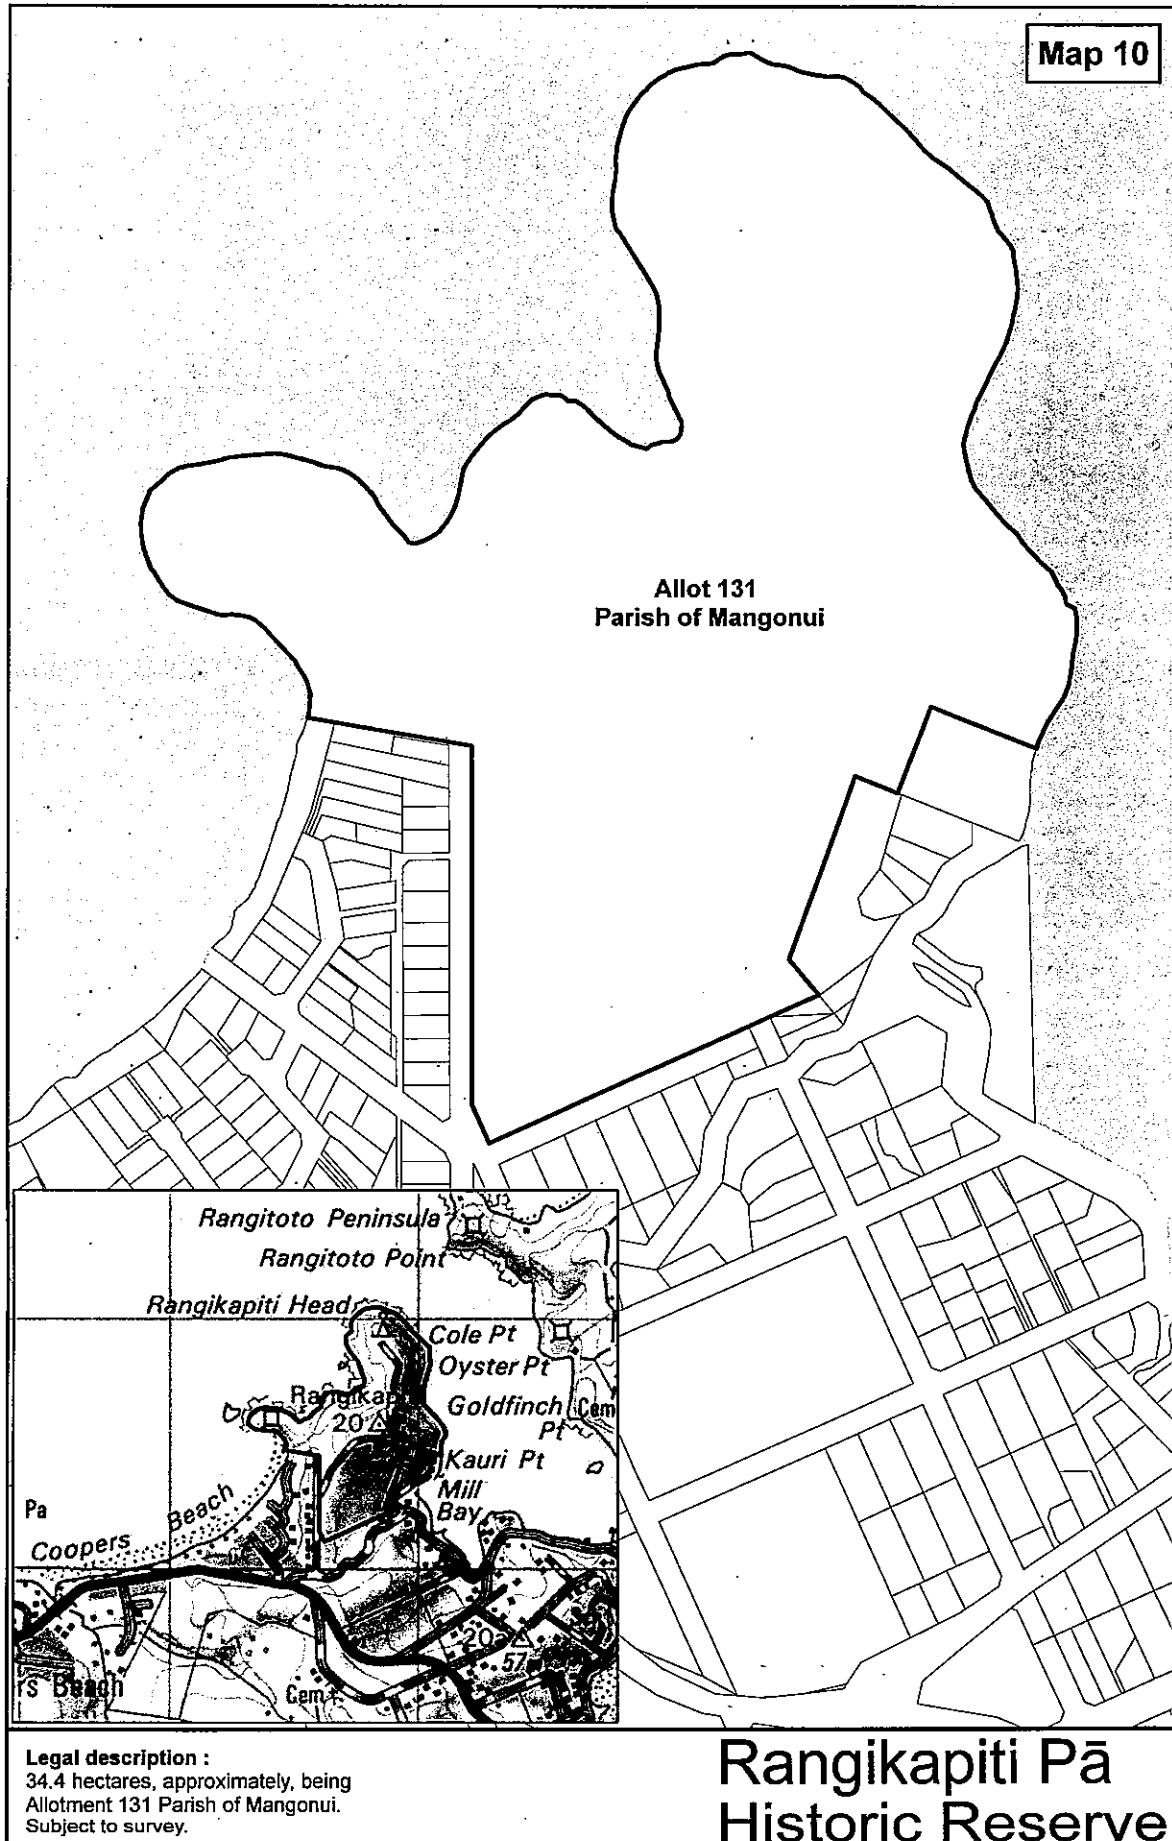 Map 10
Allot 131
Parish of Mangonui
Rangitoto Peninsula
Rangitoto Point
Rangikapiti Head
Cole Pt
Oyster Pt
Goldfinch
Pt
Cem
20
Kauri Pt
Mill
Bay
Pa
Coopers Beach
57
Cem
Beach
Legal description :
34.4 hectares, approximately, being
Allotment 131 Parish of Mangonui.
Subject to survey.
Rangikapiti Pā
Historic Reserve